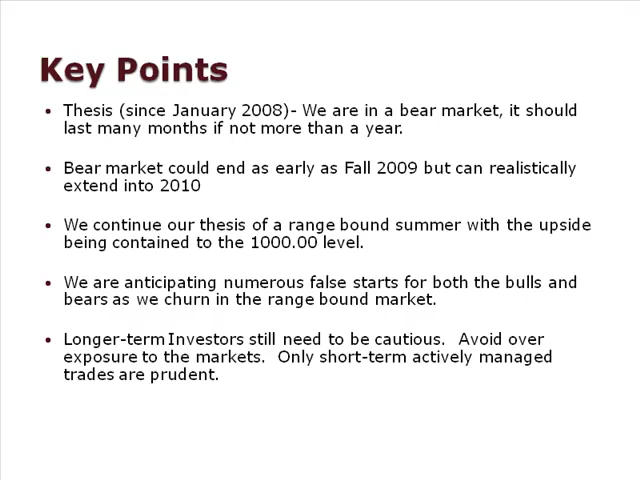 Key Points
• Thesis (since January 2008)- We are in a bear market, it should
last many months if not more than a year.
• Bear market could end as early as Fall 2009 but can realistically
extend into 2010
• We continue our thesis of a range bound summer with the upside
being contained to the 1000.00 level.
• We are anticipating numerous false starts for both the bulls and
bears as we churn in the range bound market.
• Longer-term Investors still need to be cautious.  Avoid over
exposure to the markets.  Only short-term actively managed
trades are prudent.